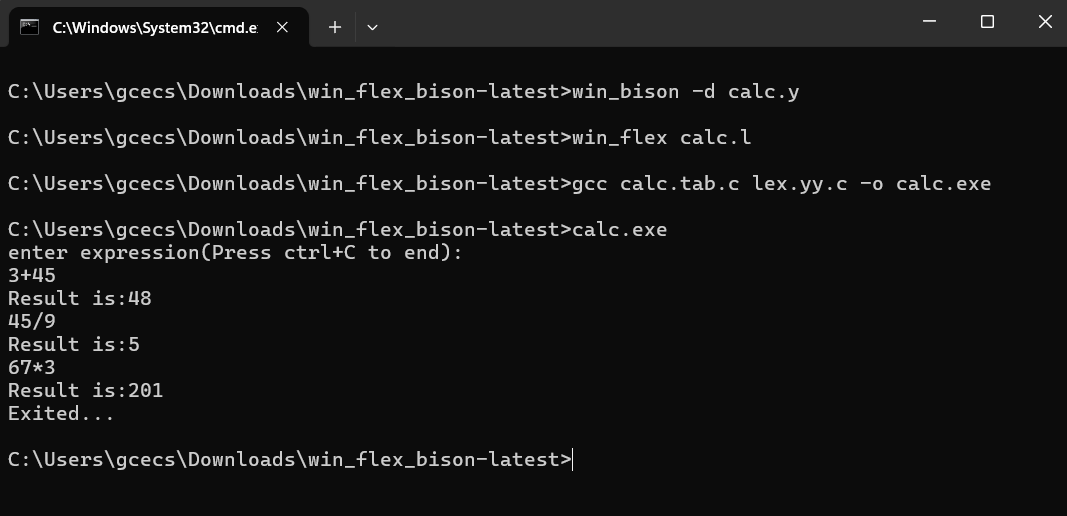 C:\Windows\System32\cmd.e
C:\Users\gcecs\Downloads\win_flex_bison-latest>win_bison -d calc.y
C:\Users\gcecs\Downloads\win_flex_bison-latest>win_flex calc.l
C:\Users\gcecs\Downloads\win_flex_bison-latest>gcc calc.tab.c lex.yy.c -o calc.exe
C:\Users\gcecs\Downloads\win_flex_bison-latest>calc.exe
enter expression(Press ctrl+C to end):
3+45
Result is:48
45/9
Result is:5
67*3
Result is:201
Exited...
C:\Users\gcecs\Downloads\win_flex_bison-latest>